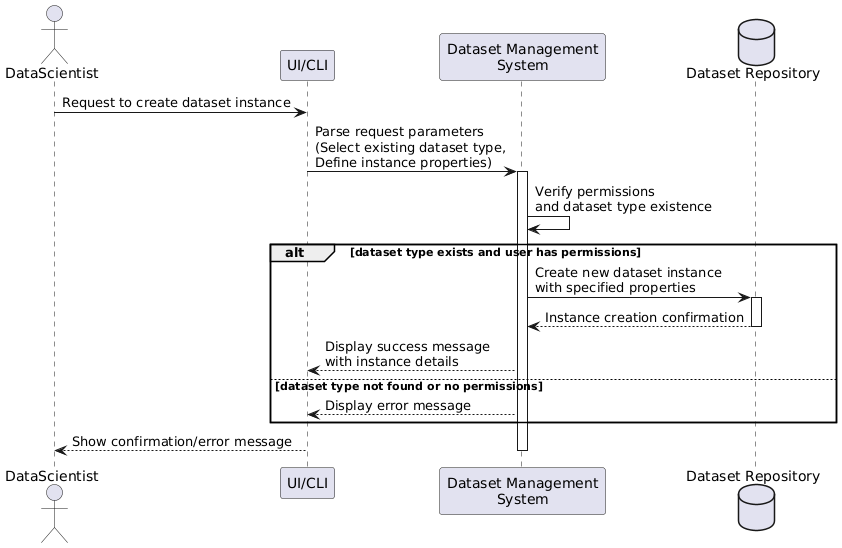 DataScientist
UI/CLI
Dataset Management
System
Dataset Repository
Request to create dataset instance
Parse request parameters
(Select existing dataset type,
Define instance properties)
Verify permissions
and dataset type existence
alt
[dataset type exists and user has permissions]
Create new dataset instance
with specified properties
Instance creation confirmation
Display success message
with instance details
[dataset type not found or no permissions]
Display error message
Show confirmation/error message
DataScientist
UI/CLI
Dataset Management
System
Dataset Repository